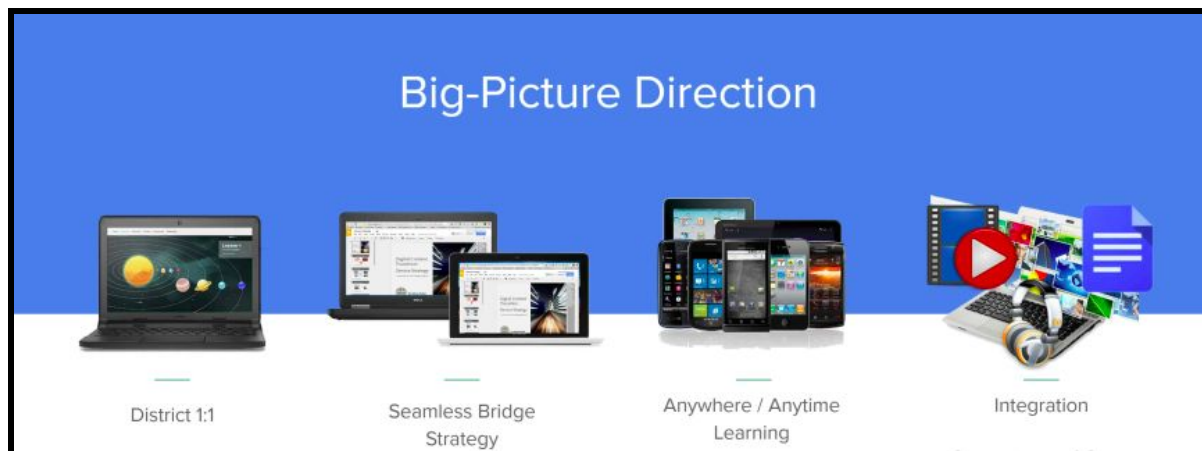 Big-Picture Direction
District 1:1
Seamless Bridge
Strategy
Anywhere / Anytime
Learning
Integration